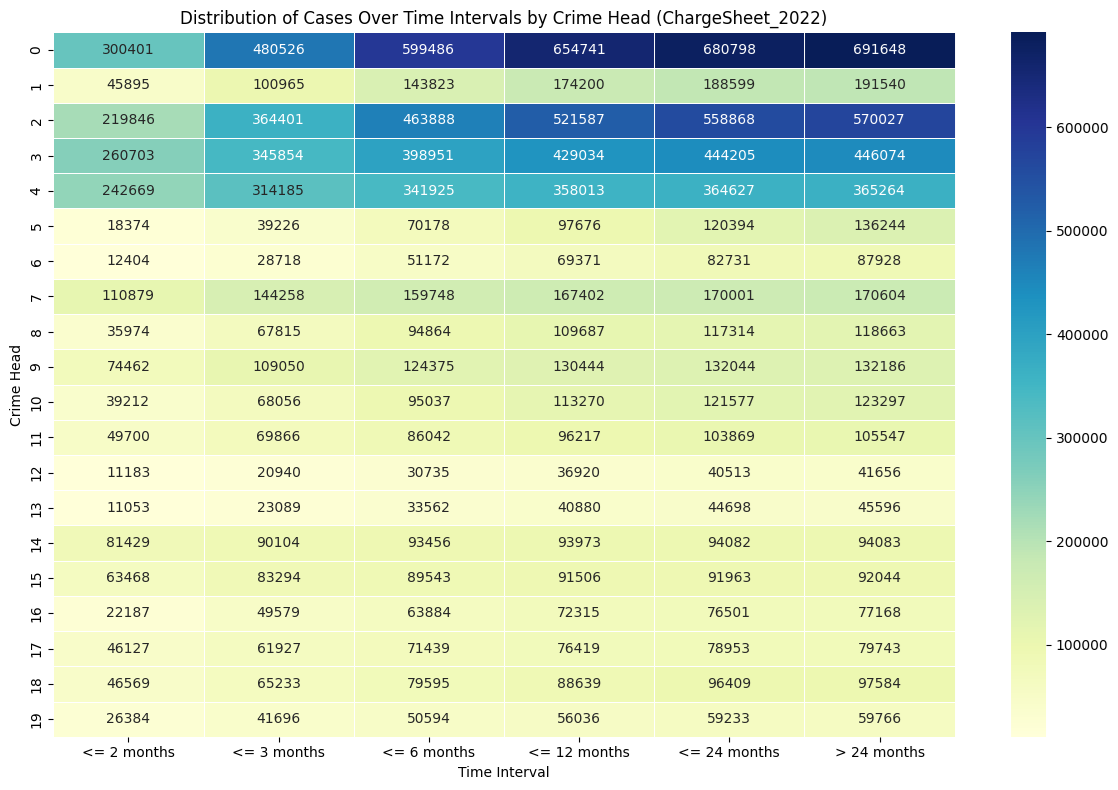 Distribution of Cases Over Time Intervals by Crime Head (ChargeSheet_2022)
Crime Head
0 300401 480526 599486 654741 680798 691648
1 45895 100965 143823 174200 188599 191540
2 219846 364401 463888 521587 558868 570027
3 260703 345854 398951 429034 444205 446074
4 242669 314185 341925 358013 364627 365264
5 18374 39226 70178 97676 120394 136244
6 12404 28718 51172 69371 82731 87928
7 110879 144258 159748 167402 170001 170604
8 35974 67815 94864 109687 117314 118663
9 74462 109050 124375 130444 132044 132186
10 39212 68056 95037 113270 121577 123297
11 49700 69866 86042 96217 103869 105547
12 11183 20940 30735 36920 40513 41656
13 11053 23089 33562 40880 44698 45596
14 81429 90104 93456 93973 94082 94083
15 63468 83294 89543 91506 91963 92044
16 22187 49579 63884 72315 76501 77168
17 46127 61927 71439 76419 78953 79743
18 46569 65233 79595 88639 96409 97584
19 26384 41696 50594 56036 59233 59766
<= 2 months <= 3 months <= 6 months <= 12 months <= 24 months > 24 months
Time Interval
600000
500000
400000
300000
200000
100000